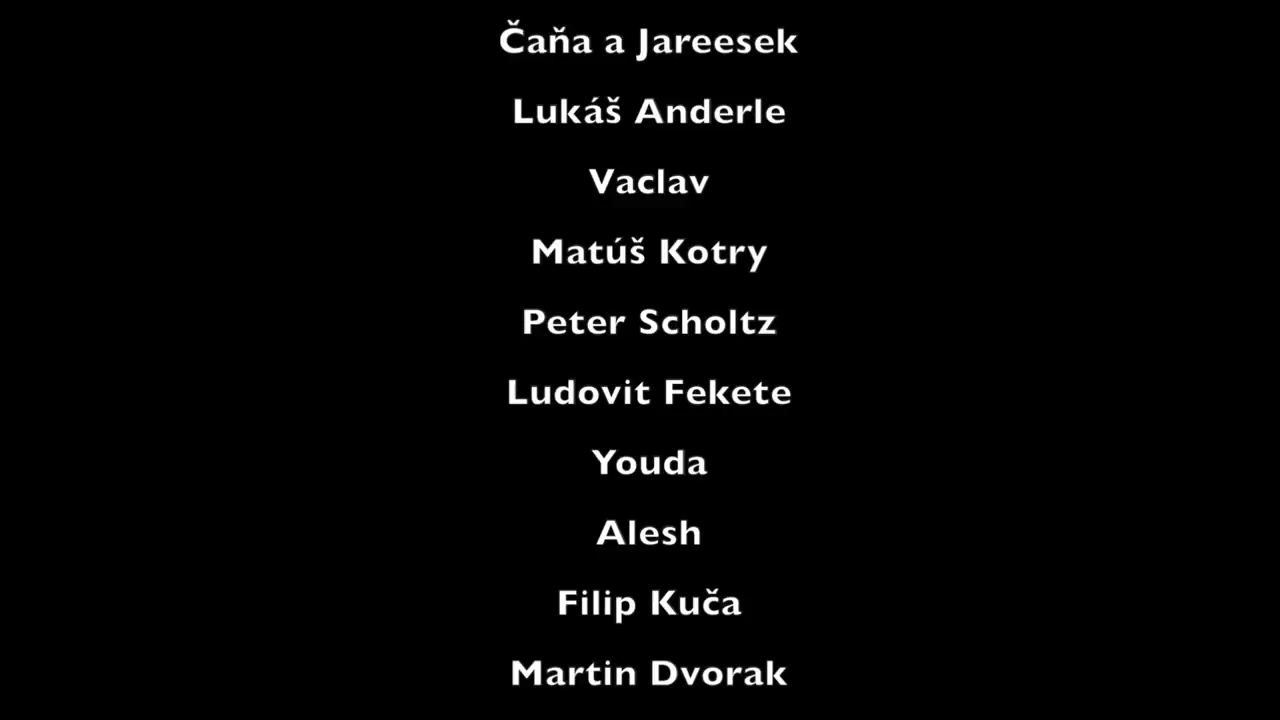 Čaňa a Jareesek
Lukáš Anderle
Vaclav
Matúš Kotry
Peter Scholtz
Ludovit Fekete
Youda
Alesh
Filip Kuča
Martin Dvorak